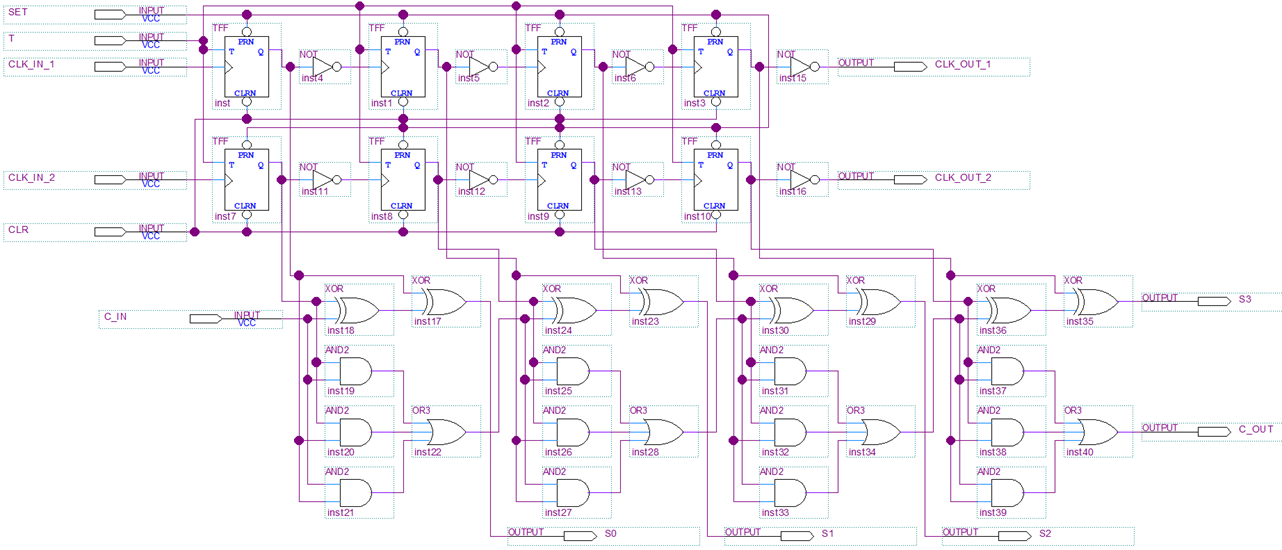 SET INPUT VCC
T INPUT VCC
CLK_IN_1 INPUT VCC
TFF TFF TFF TFF
PRN PRN PRN PRN
T Q T Q T Q T Q
NOT NOT NOT NOT
CLRN CLRN CLRN CLRN
inst inst4 inst1 inst5 inst2 inst6 inst3 inst15
OUTPUT CLK_OUT_1
CLK_IN_2 INPUT VCC
TFF TFF TFF TFF
PRN PRN PRN PRN
T Q T Q T Q T Q
NOT NOT NOT NOT
CLRN CLRN CLRN CLRN
inst7 inst11 inst8 inst12 inst9 inst13 inst10 inst16
OUTPUT CLK_OUT_2
CLR INPUT VCC
XOR XOR XOR XOR XOR XOR XOR XOR
C_IN INPUT VCC
inst18 inst17 inst24 inst23 inst30 inst29 inst36 inst35
OUTPUT S3
AND2 AND2 AND2 AND2
inst19 inst25 inst31 inst37
AND2 OR3 AND2 OR3 AND2 OR3 AND2 OR3
inst20 inst22 inst26 inst28 inst32 inst34 inst38 inst40
OUTPUT C_OUT
AND2 AND2 AND2 AND2
inst21 inst27 inst33 inst39
OUTPUT S0 OUTPUT S1 OUTPUT S2